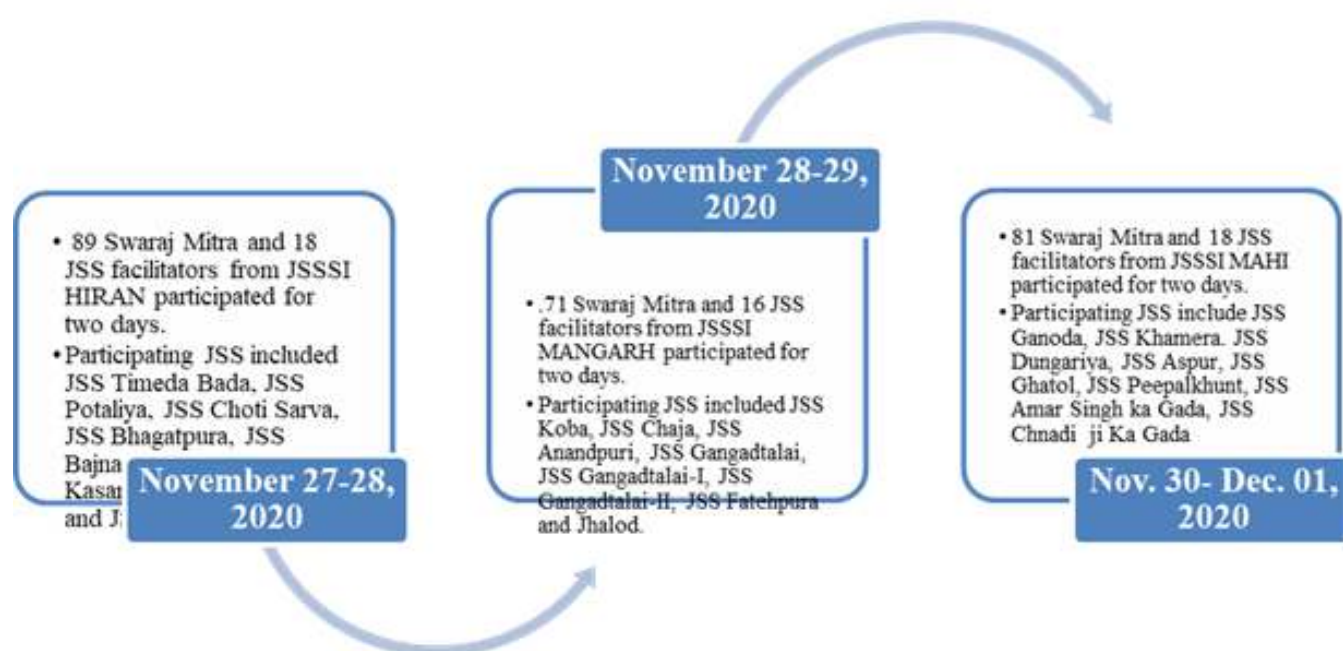 • 89 Swaraj Mitra and 18
JSS facilitators from JSSSI
HIRAN participated for
two days.
• Participating JSS included
JSS Timeda Bada, JSS
Potaliya, JSS Choti Sarva,
JSS Bhagatpura, JSS
Bajna
and
November 27-28,
2020
November 28-29,
2020
• .71 Swaraj Mitra and 16 JSS
facilitators from JSSSI
MANGARH participated for
two days.
• Participating JSS included JSS
Koba, JSS Chaja, JSS
Anandpuri, JSS Gangadtalai,
JSS Gangadtalai-I, JSS
Gangadtalai-II, JSS Fatehpura
and Jhalod.
• 81 Swaraj Mitra and 18 JSS
facilitators from JSSSI MAHI
participated for two days.
• Participating JSS include JSS
Ganoda, JSS Khamera. JSS
Dungariya, JSS Aspur, JSS
Ghatol, JSS Peepalkhunt, JSS
Amar Singh ka Gada, JSS
Chnadi ji Ka Gada
Nov. 30- Dec. 01,
2020